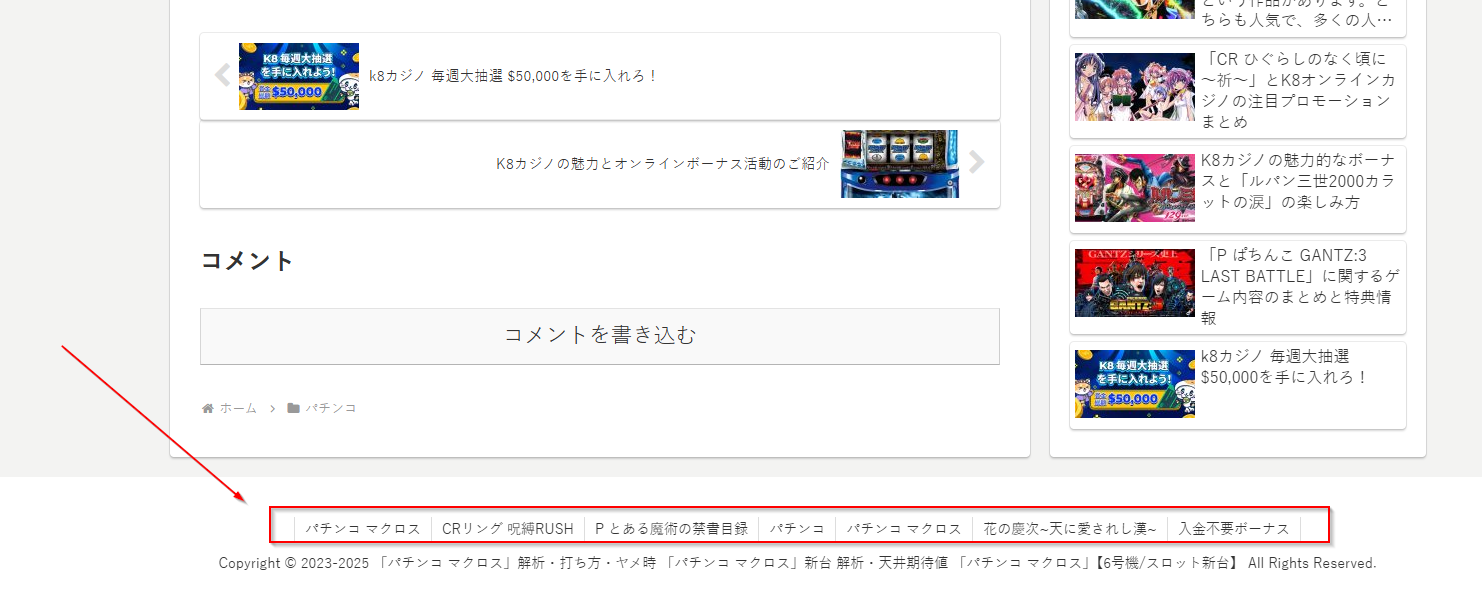 K8 毎週大抽選
を手に入れよう!
$50,000
k8カジノ 毎週大抽選 $50,000を手に入れろ！
K8カジノの魅力とオンラインボーナス活動のご紹介
コメント
コメントを書き込む
ホーム
パチンコ
ちらも人気で、多くの人…
「CR ひぐらしのなく頃に
～祈～」とK8オンラインカ
ジノの注目プロモーション
まとめ
K8カジノの魅力的なボーナ
スと「ルパン三世2000カラ
ットの涙」の楽しみ方
129
GANTZシリーズ史上
GANTZ:3
「P ぱちんこ GANTZ:3
LAST BATTLE」に関するゲ
ーム内容のまとめと特典情
報
K8 毎週大抽選
を手に入れよう!
$50,000
k8カジノ 毎週大抽選
$50,000を手に入れろ！
パチンコ マクロス
CRリング 呪縛RUSH
P とある魔術の禁書目録
パチンコ
パチンコ マクロス
花の慶次~天に愛されし漢~
入金不要ボーナス
Copyright © 2023-2025 「パチンコ マクロス」解析・打ち方・ヤメ時 「パチンコ マクロス」新台 解析・天井期待値 「パチンコ マクロス」【6号機/スロット新台】 All Rights Reserved.